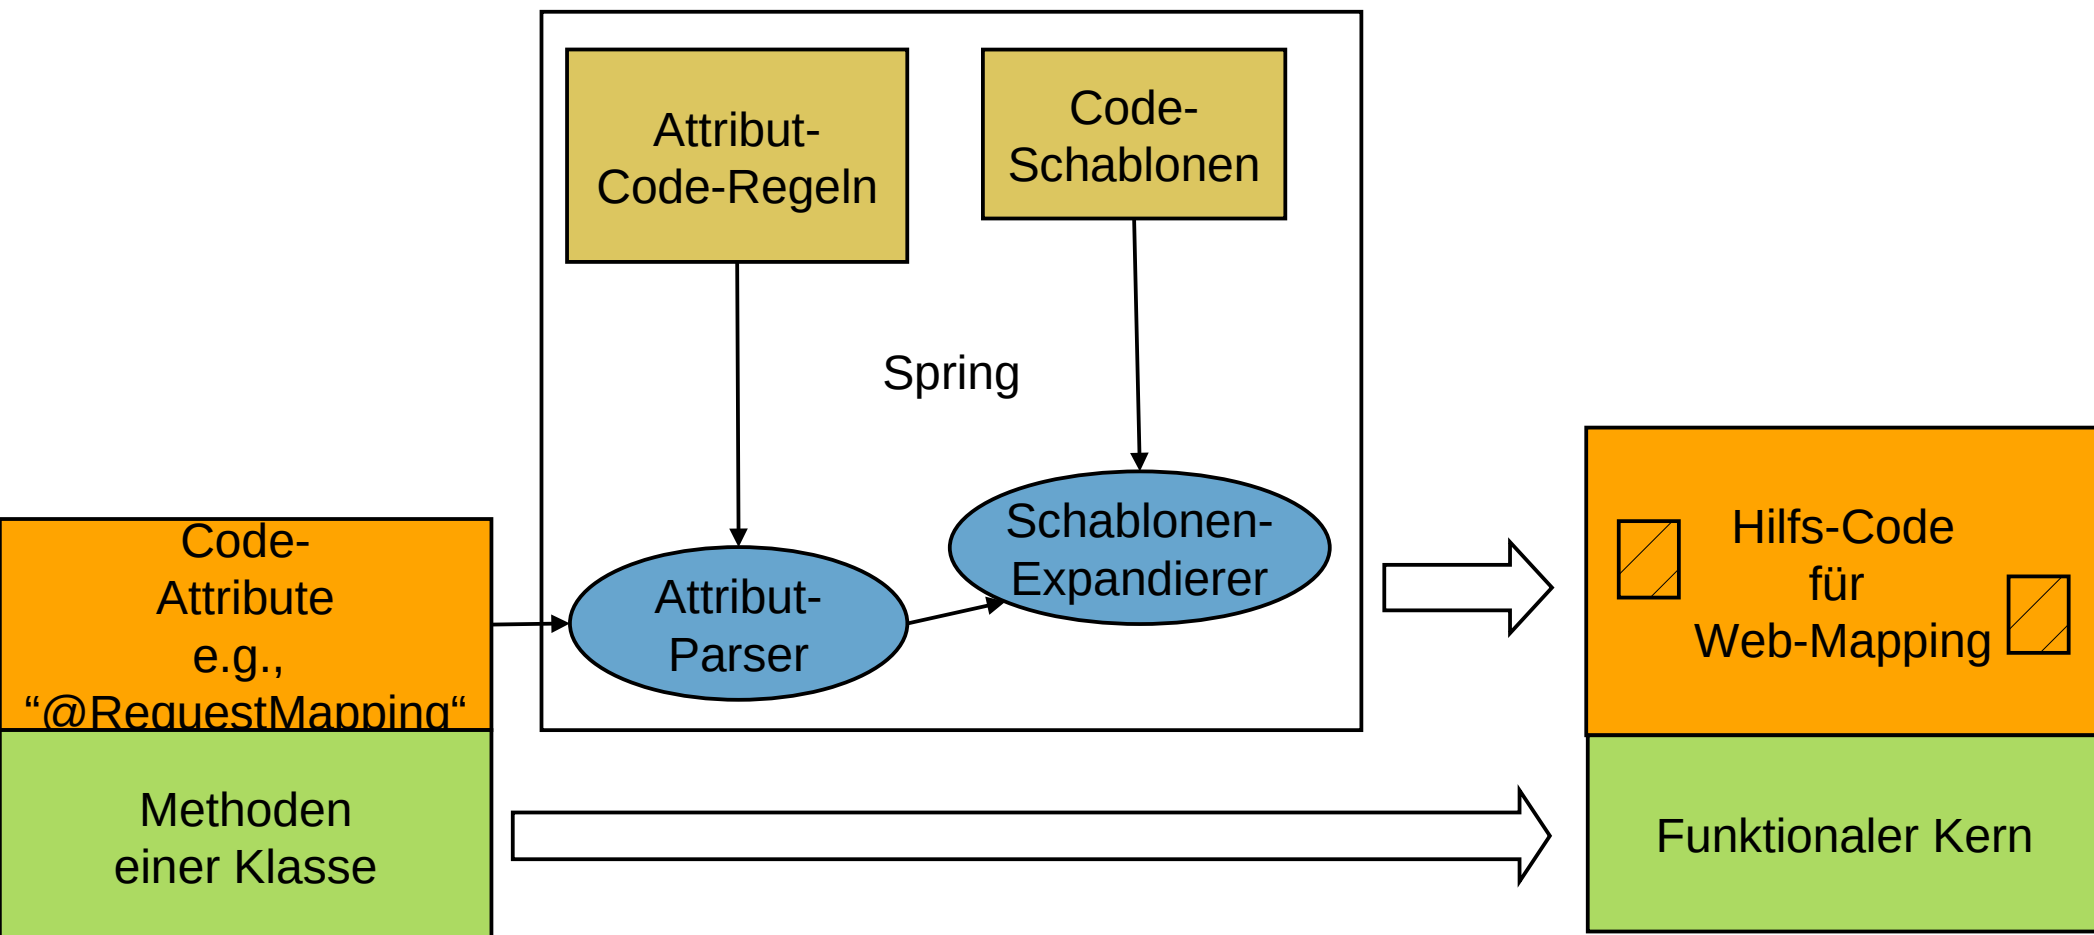 Attribut-
Code-Regeln
Code-
Schablonen
Spring
Code-
Attribute
e.g.,
“@RequestMapping“
Attribut-
Parser
Schablonen-
Expandierer
Hilfs-Code
für
Web-Mapping
Methoden
einer Klasse
Funktionaler Kern